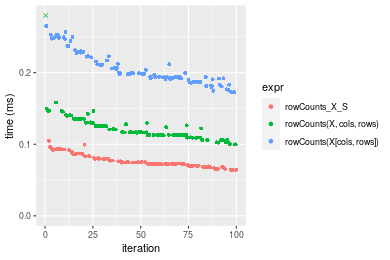 time (ms)
0.2
0.1
0.0
0
25
50
75
100
iteration
expr
rowCounts_X_S
rowCounts(X, cols, rows)
rowCounts(X[cols, rows])